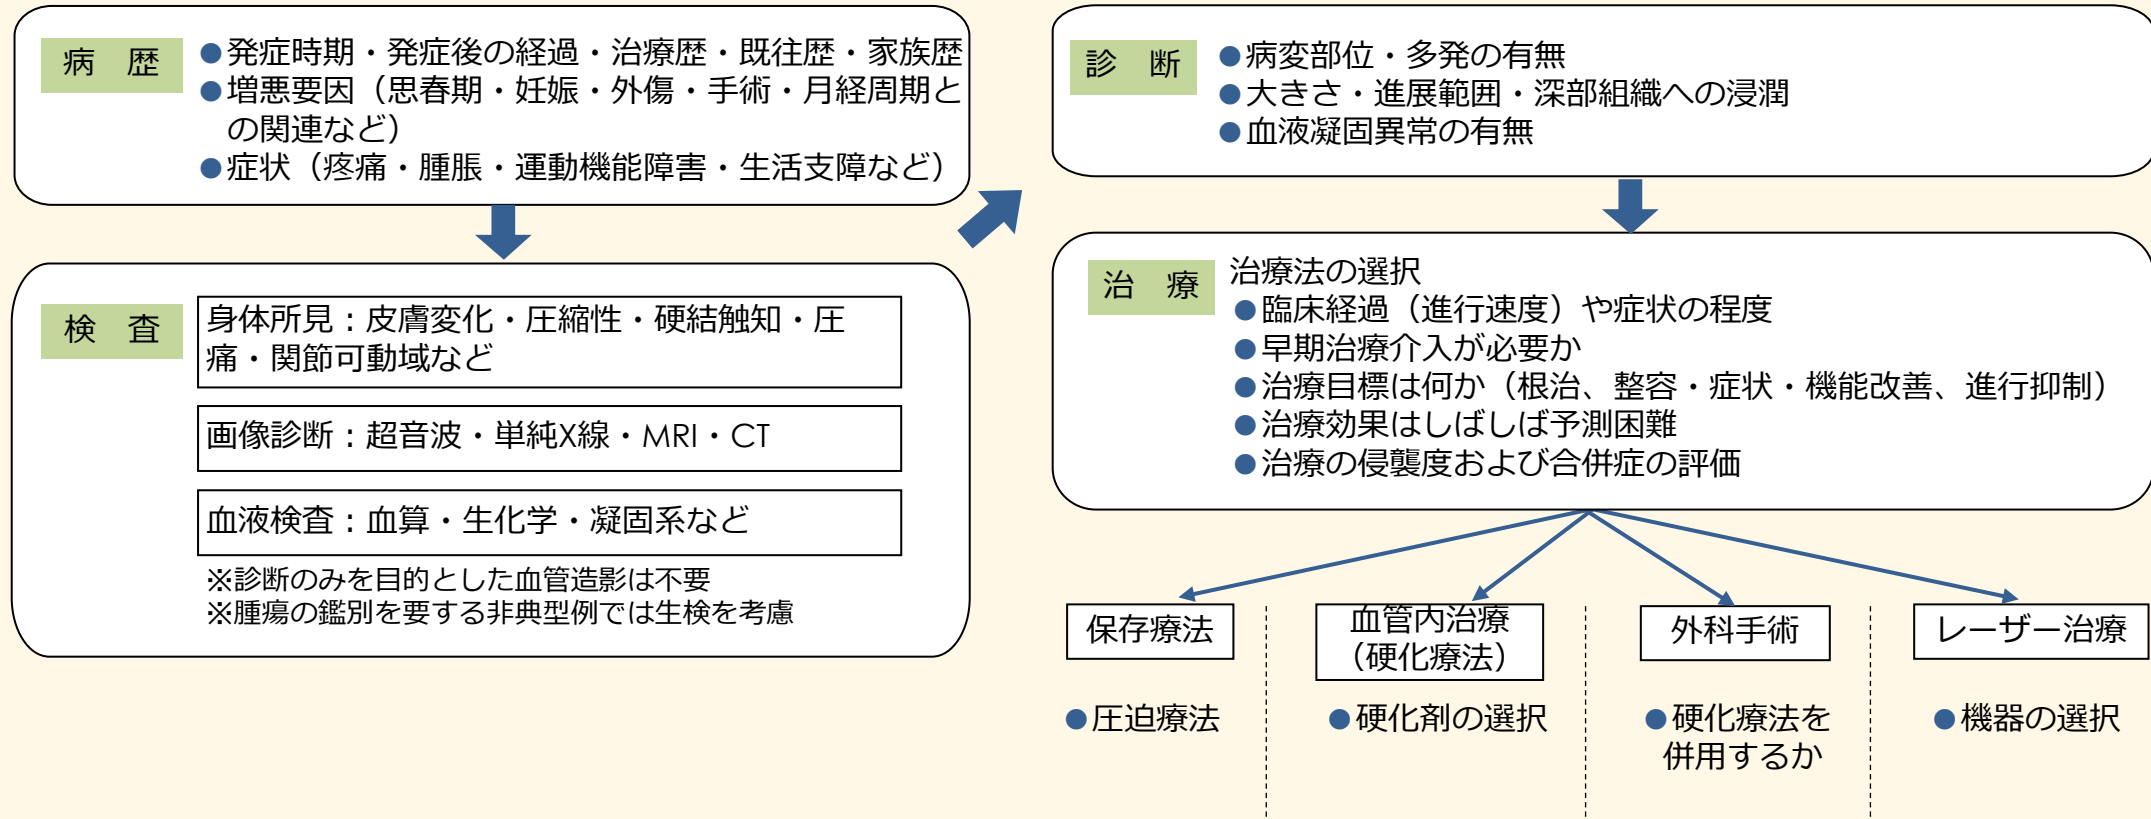 病　歴
●発症時期・発症後の経過・治療歴・既往歴・家族歴
●増悪要因（思春期・妊娠・外傷・手術・月経周期と
の関連など）
●症状（疼痛・腫脹・運動機能障害・生活支障など）
検　査
身体所見：皮膚変化・圧縮性・硬結触知・圧
痛・関節可動域など
画像診断：超音波・単純X線・MRI・CT
血液検査：血算・生化学・凝固系など
※診断のみを目的とした血管造影は不要
※腫瘍の鑑別を要する非典型例では生検を考慮
診　断
●病変部位・多発の有無
●大きさ・進展範囲・深部組織への浸潤
●血液凝固異常の有無
治　療
治療法の選択
●臨床経過（進行速度）や症状の程度
●早期治療介入が必要か
●治療目標は何か（根治、整容・症状・機能改善、進行抑制）
●治療効果はしばしば予測困難
●治療の侵襲度および合併症の評価
保存療法
●圧迫療法
血管内治療
（硬化療法）
●硬化剤の選択
外科手術
●硬化療法を
併用するか
レーザー治療
●機器の選択